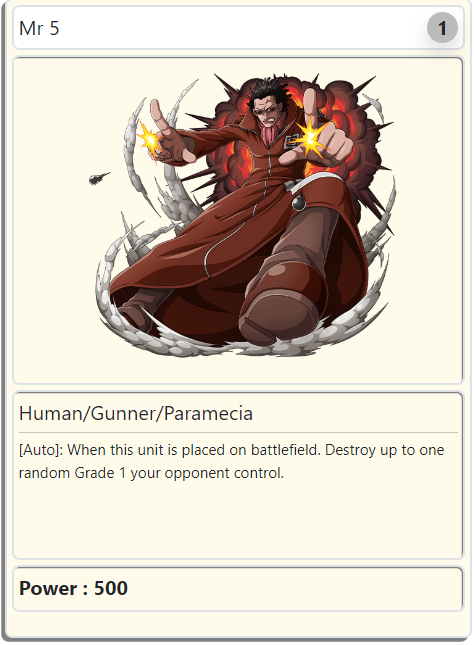 Mr 5
1
Human/Gunner/Paramecia
[Auto]: When this unit is placed on battlefield. Destroy up to one
random Grade 1 your opponent control.
Power : 500